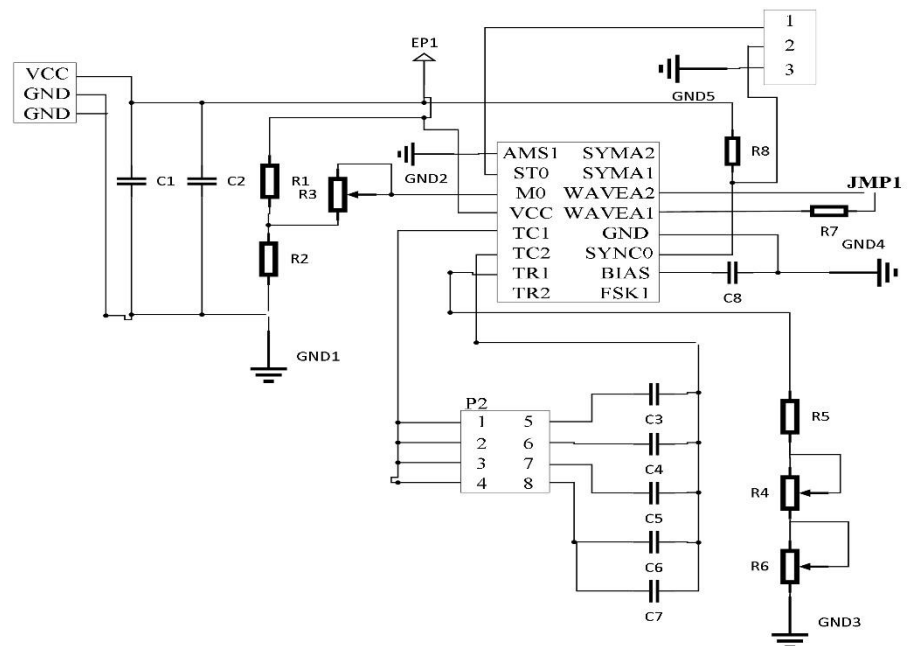 1
EP1
2
VCC
3
GND
GND
GND5
R8
AMS1 SYMA2
C1 C2 R1 GND2 ST0 SYMA1
R3 M0 WAVEA2 JMP1
VCC WAVEA1
TC1 GND R7
GND4
R2 TC2 SYNC0
TR1 BIAS
TR2 FSK1 C8
GND1
P2
1 5 C3 R5
2 6
C4
3 7
4 8 R4
C5
C6
R6
C7
GND3